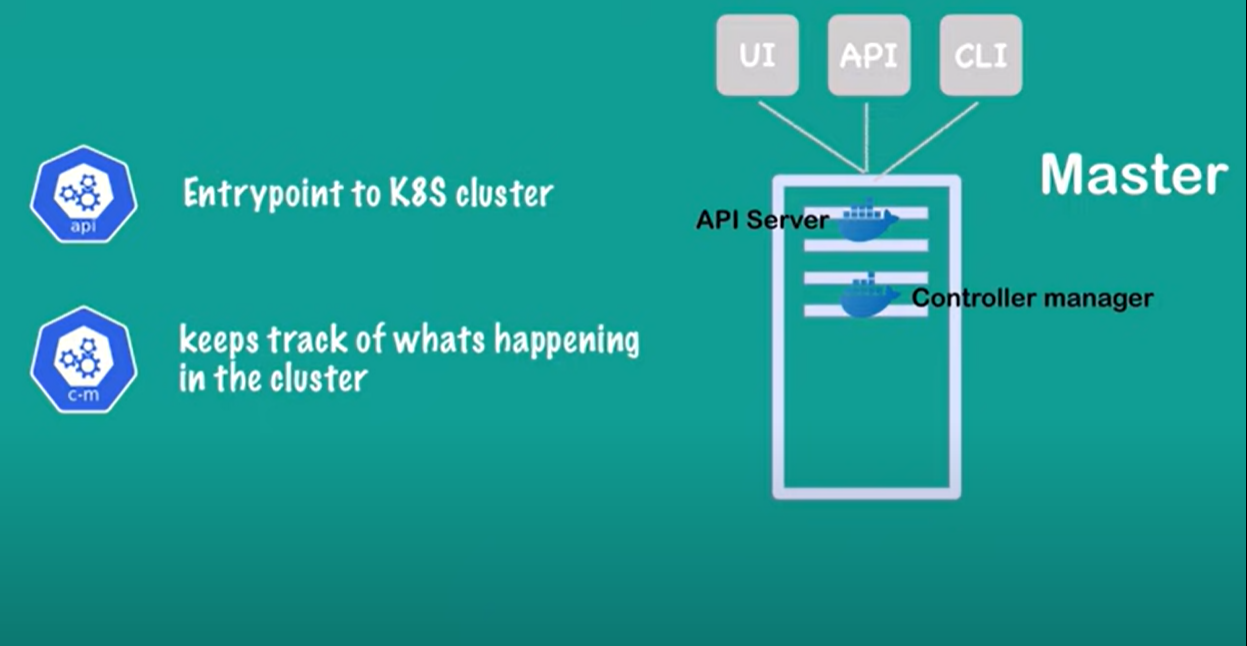 UI
API
CLI
Master
api
Entrypoint to K8S cluster
API Server
c-m
keeps track of whats happening
in the cluster
Controller manager